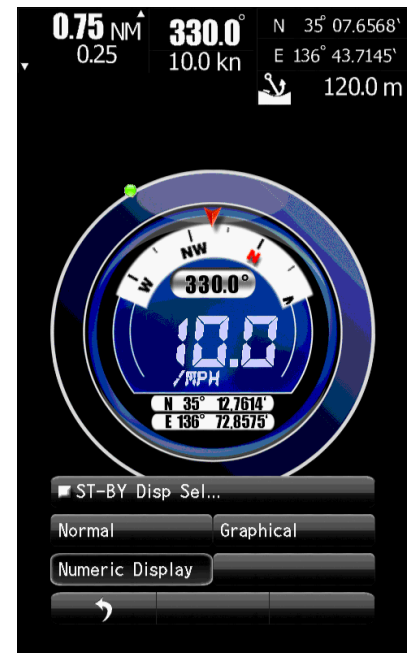 0.75 NM
0.25
330.0°
10.0 kn
N 35° 07.6568'
E 136° 43.7145'
120.0 m
W NW N
330.0°
10.0
/MPH
N 35° 12.7614'
E 136° 72.8575'
ST-BY Disp Sel...
Normal Graphical
Numeric Display